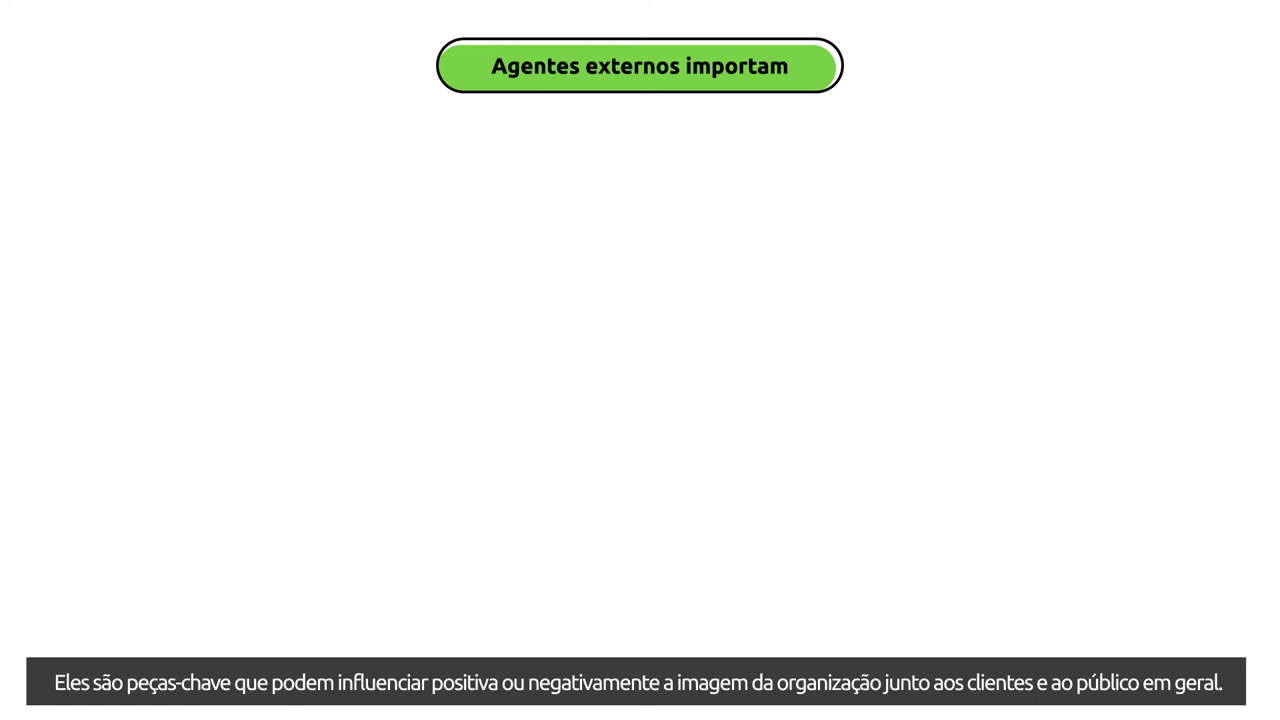 Agentes externos importam
Eles são peças-chave que podem influenciar positiva ou negativamente a imagem da organização junto aos clientes e ao público em geral.